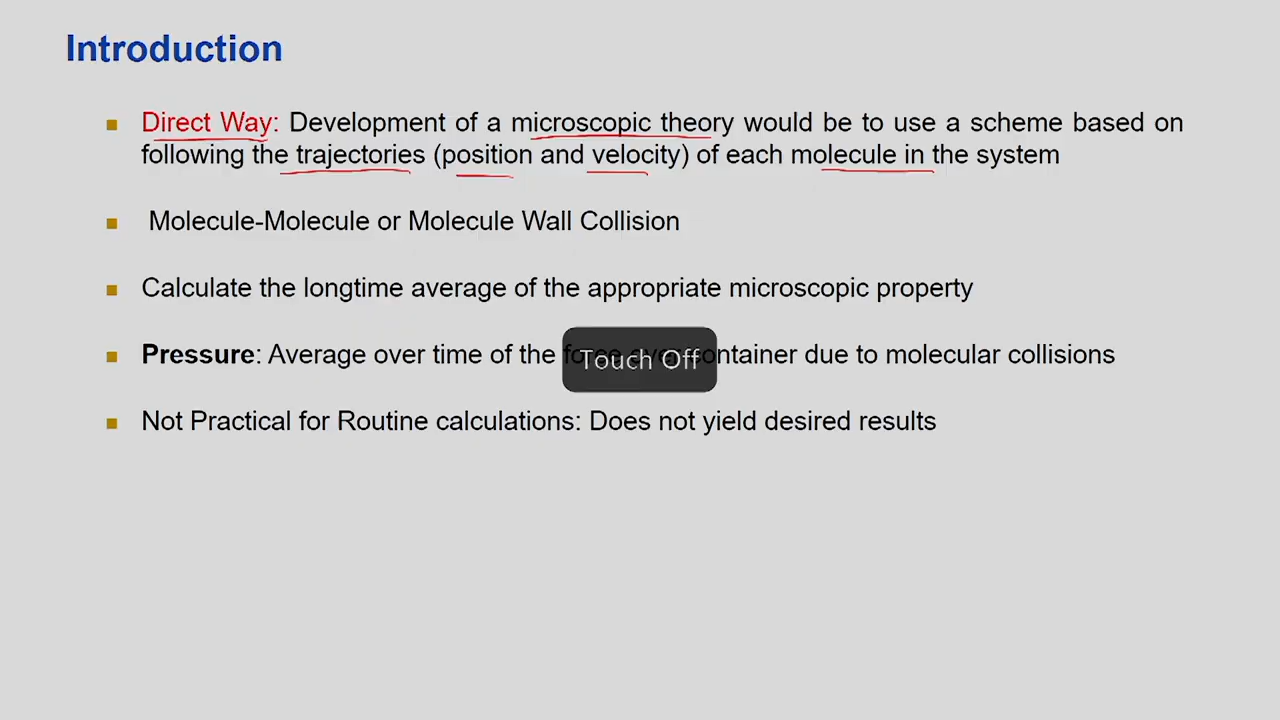 Introduction
Direct Way: Development of a microscopic theory would be to use a scheme based on
following the trajectories (position and velocity) of each molecule in the system
Molecule-Molecule or Molecule Wall Collision
Calculate the longtime average of the appropriate microscopic property
Pressure: Average over time of the force over container due to molecular collisions
Touch Off
Not Practical for Routine calculations: Does not yield desired results